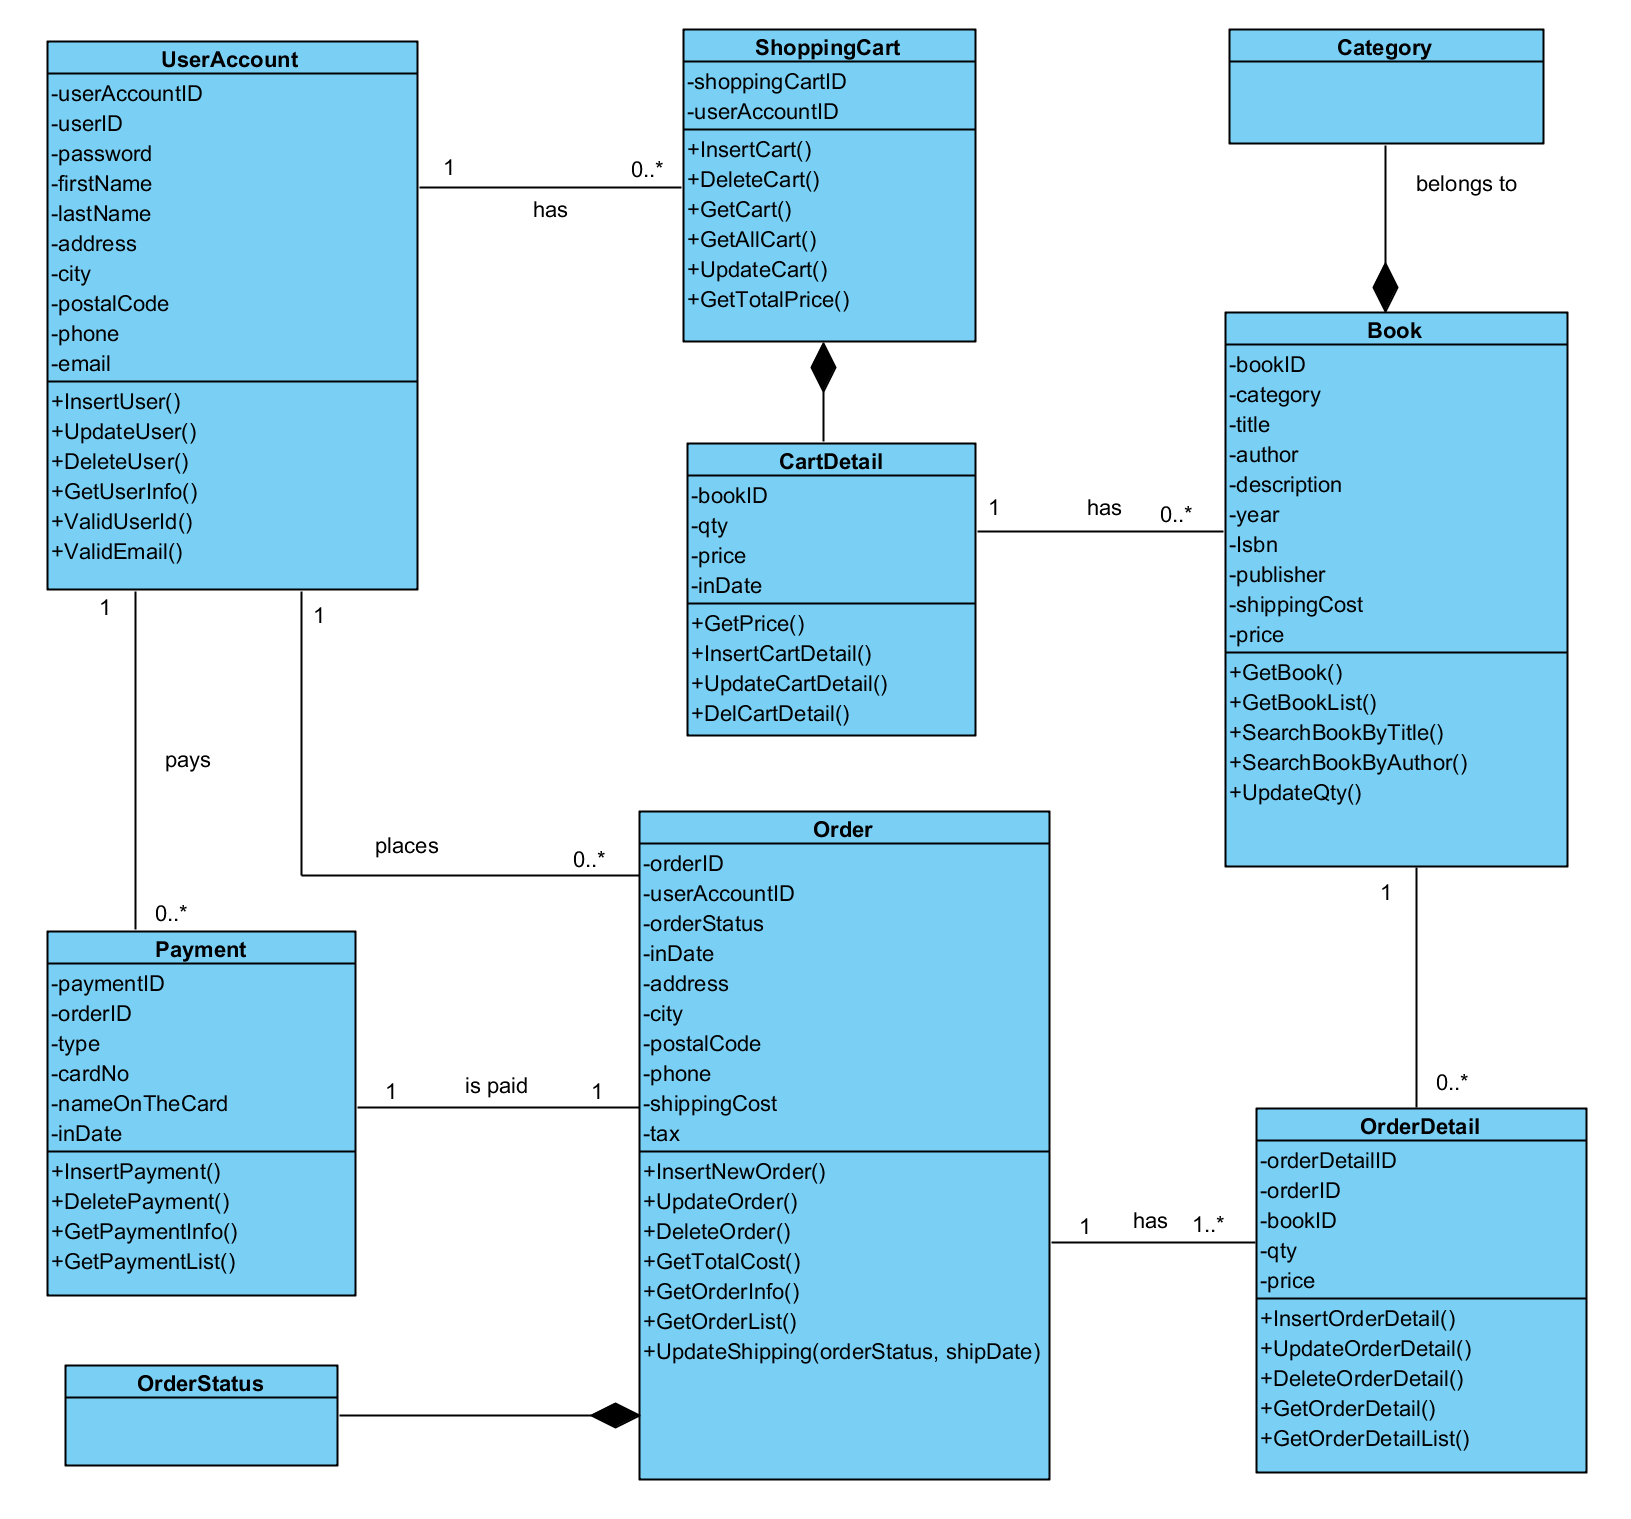 UserAccount
-userAccountID
-userID
-password
-firstName
-lastName
-address
-city
-postalCode
-phone
-email
+InsertUser()
+UpdateUser()
+DeleteUser()
+GetUserInfo()
+ValidUserId()
+ValidEmail()
1
0..*
has
ShoppingCart
-shoppingCartID
-userAccountID
+InsertCart()
+DeleteCart()
+GetCart()
+GetAllCart()
+UpdateCart()
+GetTotalPrice()
Category
belongs to
CartDetail
-bookID
-qty
-price
-inDate
+GetPrice()
+InsertCartDetail()
+UpdateCartDetail()
+DelCartDetail()
1
has
0..*
Book
-bookID
-category
-title
-author
-description
-year
-Isbn
-publisher
-shippingCost
-price
+GetBook()
+GetBookList()
+SearchBookByTitle()
+SearchBookByAuthor()
+UpdateQty()
1
1
pays
places
0..*
0..*
Payment
-paymentID
-orderID
-type
-cardNo
-nameOnTheCard
-inDate
+InsertPayment()
+DeletePayment()
+GetPaymentInfo()
+GetPaymentList()
1
is paid
1
Order
-orderID
-userAccountID
-orderStatus
-inDate
-address
-city
-postalCode
-phone
-shippingCost
-tax
+InsertNewOrder()
+UpdateOrder()
+DeleteOrder()
+GetTotalCost()
+GetOrderInfo()
+GetOrderList()
+UpdateShipping(orderStatus, shipDate)
1
0..*
1
has
1..*
OrderDetail
-orderDetailID
-orderID
-bookID
-qty
-price
+InsertOrderDetail()
+UpdateOrderDetail()
+DeleteOrderDetail()
+GetOrderDetail()
+GetOrderDetailList()
OrderStatus